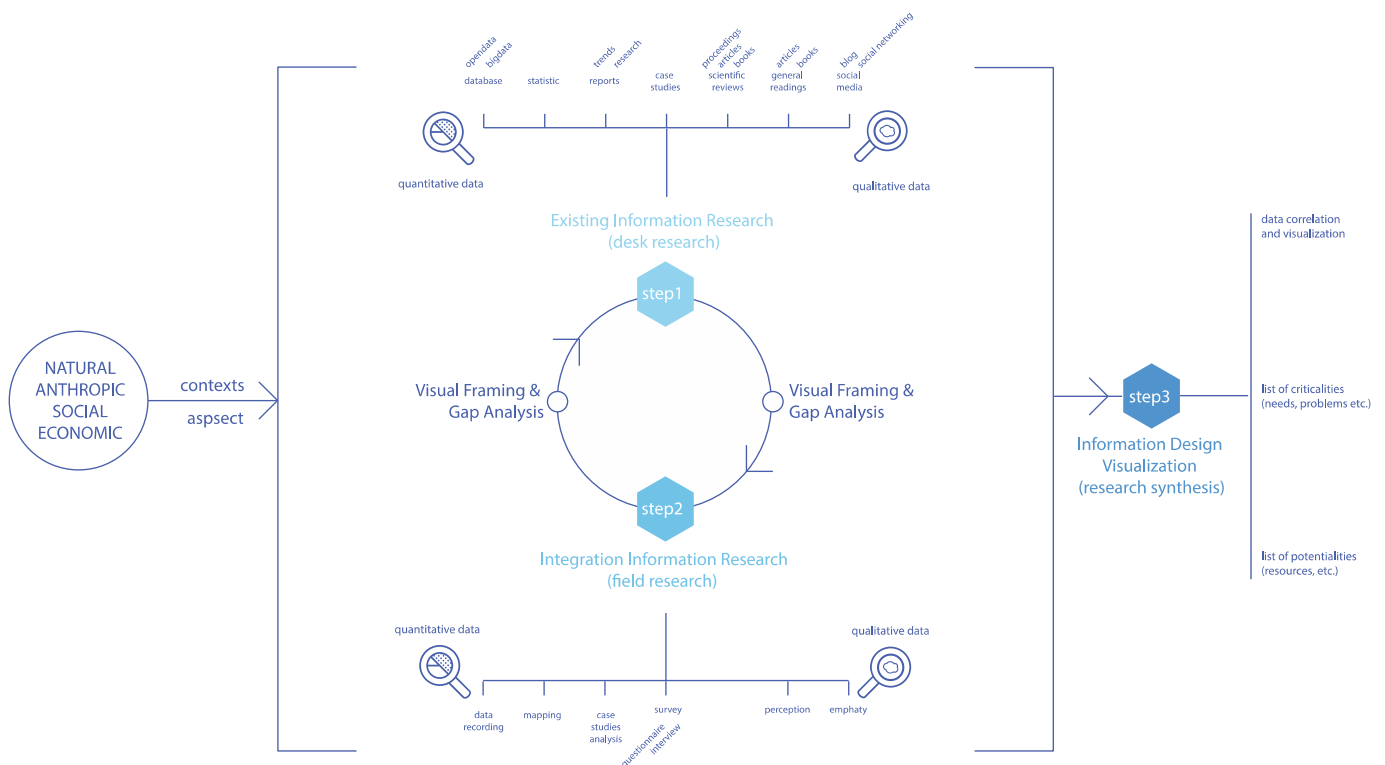 opendata
bigdata
trends
research
proceedings
articles
books
articles
books
blog
social networking
database
statistic
reports
case
studies
scientific
reviews
general
readings
social
media
quantitative data
qualitative data
Existing Information Research
(desk research)
step1
NATURAL
ANTHROPIC
SOCIAL
ECONOMIC
contexts
aspsect
Visual Framing &
Gap Analysis
Visual Framing &
Gap Analysis
step2
Integration Information Research
(field research)
quantitative data
qualitative data
data
recording
mapping
case
studies
analysis
survey
questionnaire
interview
perception
emphaty
step3
Information Design
Visualization
(research synthesis)
data correlation
and visualization
list of criticalities
(needs, problems etc.)
list of potentialities
(resources, etc.)